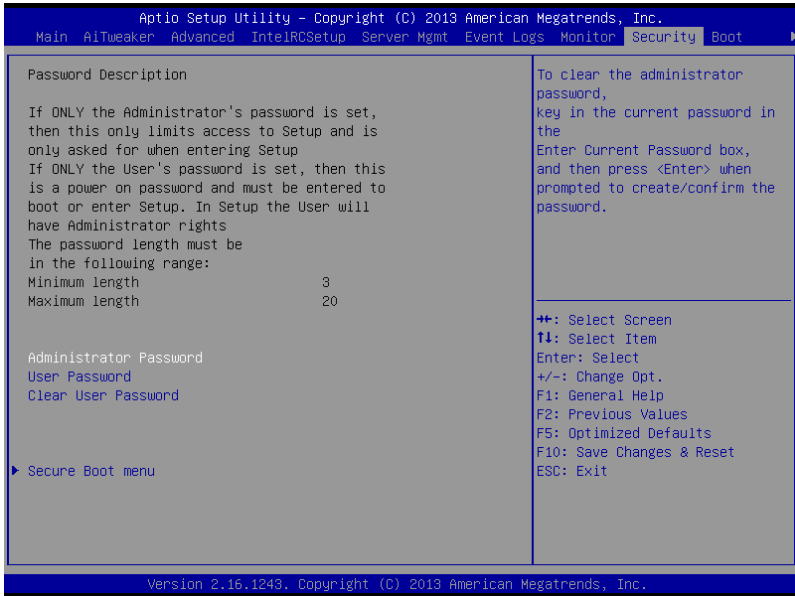 Aptio Setup Utility – Copyright (C) 2013 American Megatrends, Inc.
Main AiTweaker Advanced IntelRCSetup Server Mgmt Event Logs Monitor Security Boot ▶
Password Description
If ONLY the Administrator's password is set,
then this only limits access to Setup and is
only asked for when entering Setup
If ONLY the User's password is set, then this
is a power on password and must be entered to
boot or enter Setup. In Setup the User will
have Administrator rights
The password length must be
in the following range:
Minimum length 3
Maximum length 20
Administrator Password
User Password
Clear User Password
▶ Secure Boot menu
To clear the administrator
password,
key in the current password in
the
Enter Current Password box,
and then press <Enter> when
prompted to create/confirm the
password.
→←: Select Screen
↑↓: Select Item
Enter: Select
+/-: Change Opt.
F1: General Help
F2: Previous Values
F5: Optimized Defaults
F10: Save Changes & Reset
ESC: Exit
Version 2.16.1243. Copyright (C) 2013 American Megatrends, Inc.